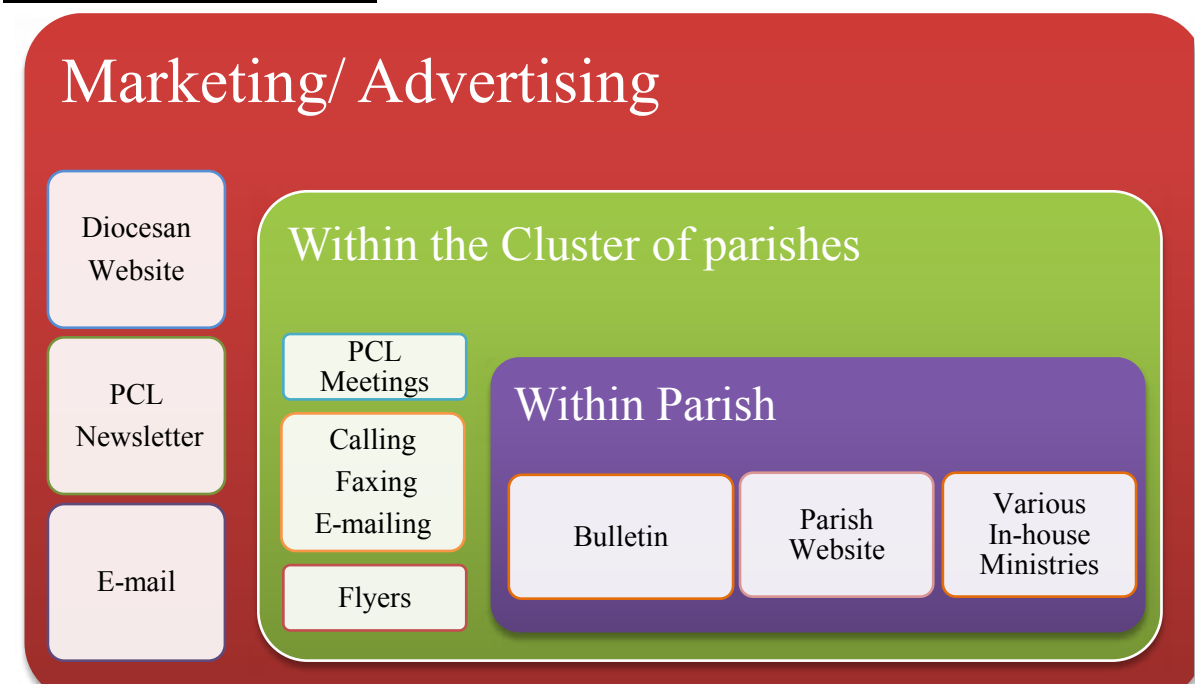 Marketing/ Advertising
Diocesan
Website
PCL
Newsletter
E-mail
Within the Cluster of parishes
PCL
Meetings
Calling
Faxing
E-mailing
Flyers
Within Parish
Bulletin
Parish
Website
Various
In-house
Ministries